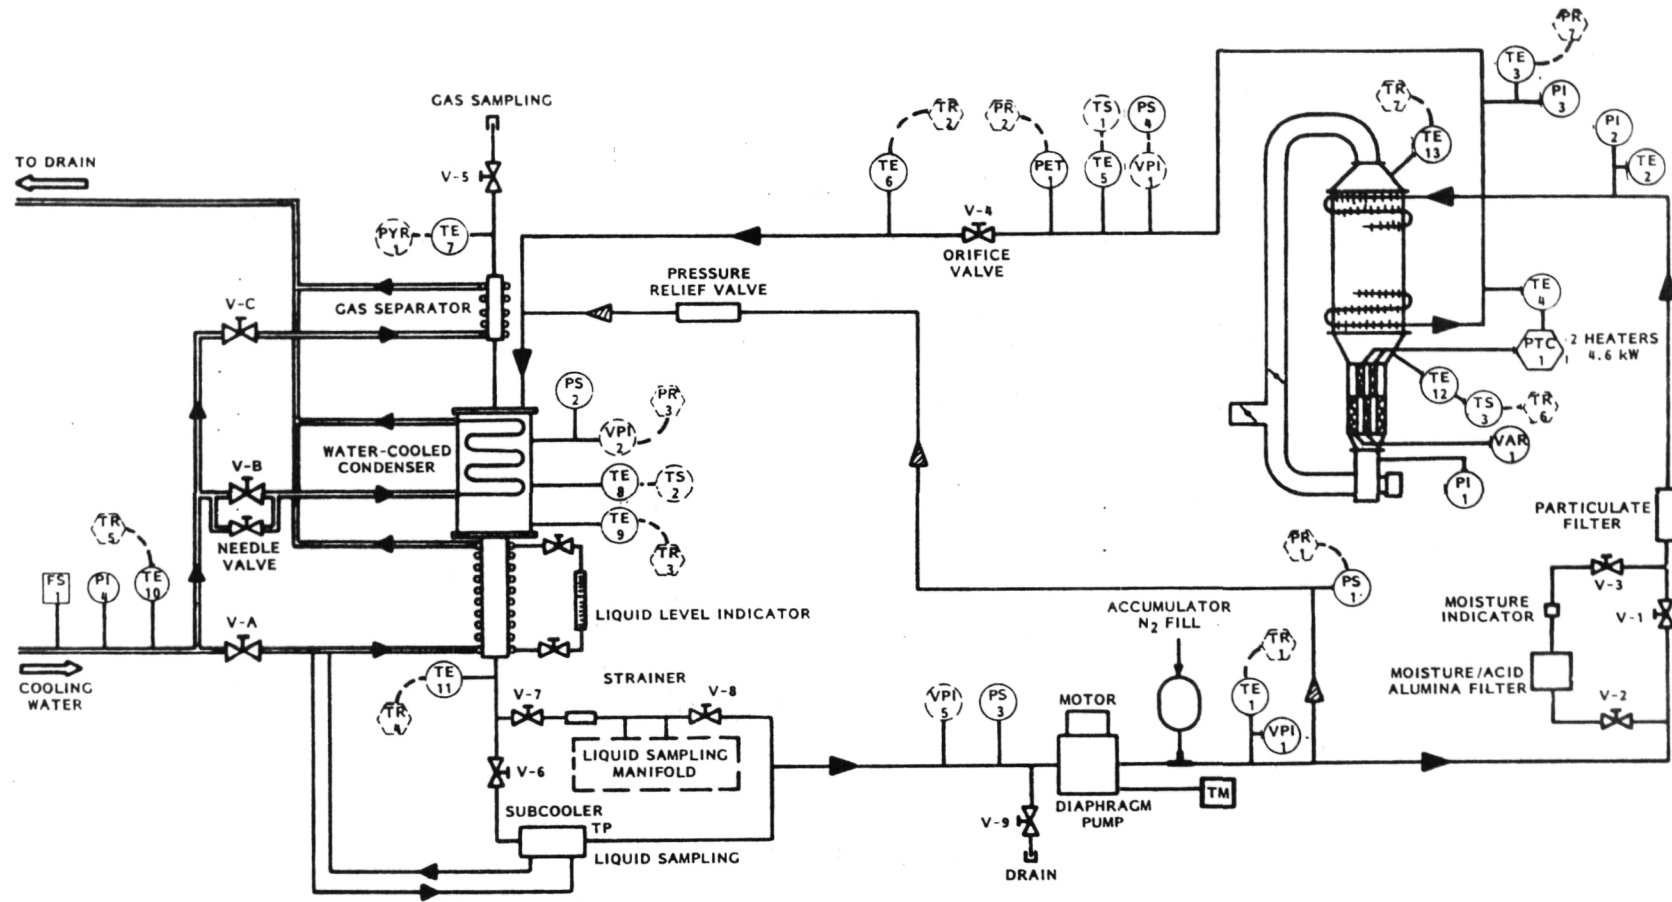 GAS SAMPLING
TO DRAIN
V-5
PYR
1
TE
7
V-C
GAS SEPARATOR
PRESSURE
RELIEF VALVE
TR
2
TE
6
PR
2
PET
1
TS
1
TE
5
PS
4
VPI
1
V-4
ORIFICE
VALVE
PR
7
TE
3
PI
3
TR
7
TE
13
PI
2
TE
2
TE
4
PTC
1
2 HEATERS
4.6 kW
TE
12
TS
3
TR
6
VAR
1
PI
1
PS
2
PR
3
VPI
2
WATER-COOLED
CONDENSER
V-B
TE
8
TS
2
TE
9
TR
3
NEEDLE
VALVE
TR
5
FS
1
PI
4
TE
10
V-A
LIQUID LEVEL INDICATOR
COOLING
WATER
TE
11
TR
4
STRAINER
V-7
V-8
LIQUID SAMPLING
MANIFOLD
V-6
SUBCOOLER
TP
LIQUID SAMPLING
VPI
5
PS
3
MOTOR
DIAPHRAGM
PUMP
TM
V-9
DRAIN
ACCUMULATOR
N2 FILL
TR
1
TE
1
VPI
1
PR
1
PS
1
PARTICULATE
FILTER
V-3
V-1
MOISTURE
INDICATOR
MOISTURE/ACID
ALUMINA FILTER
V-2